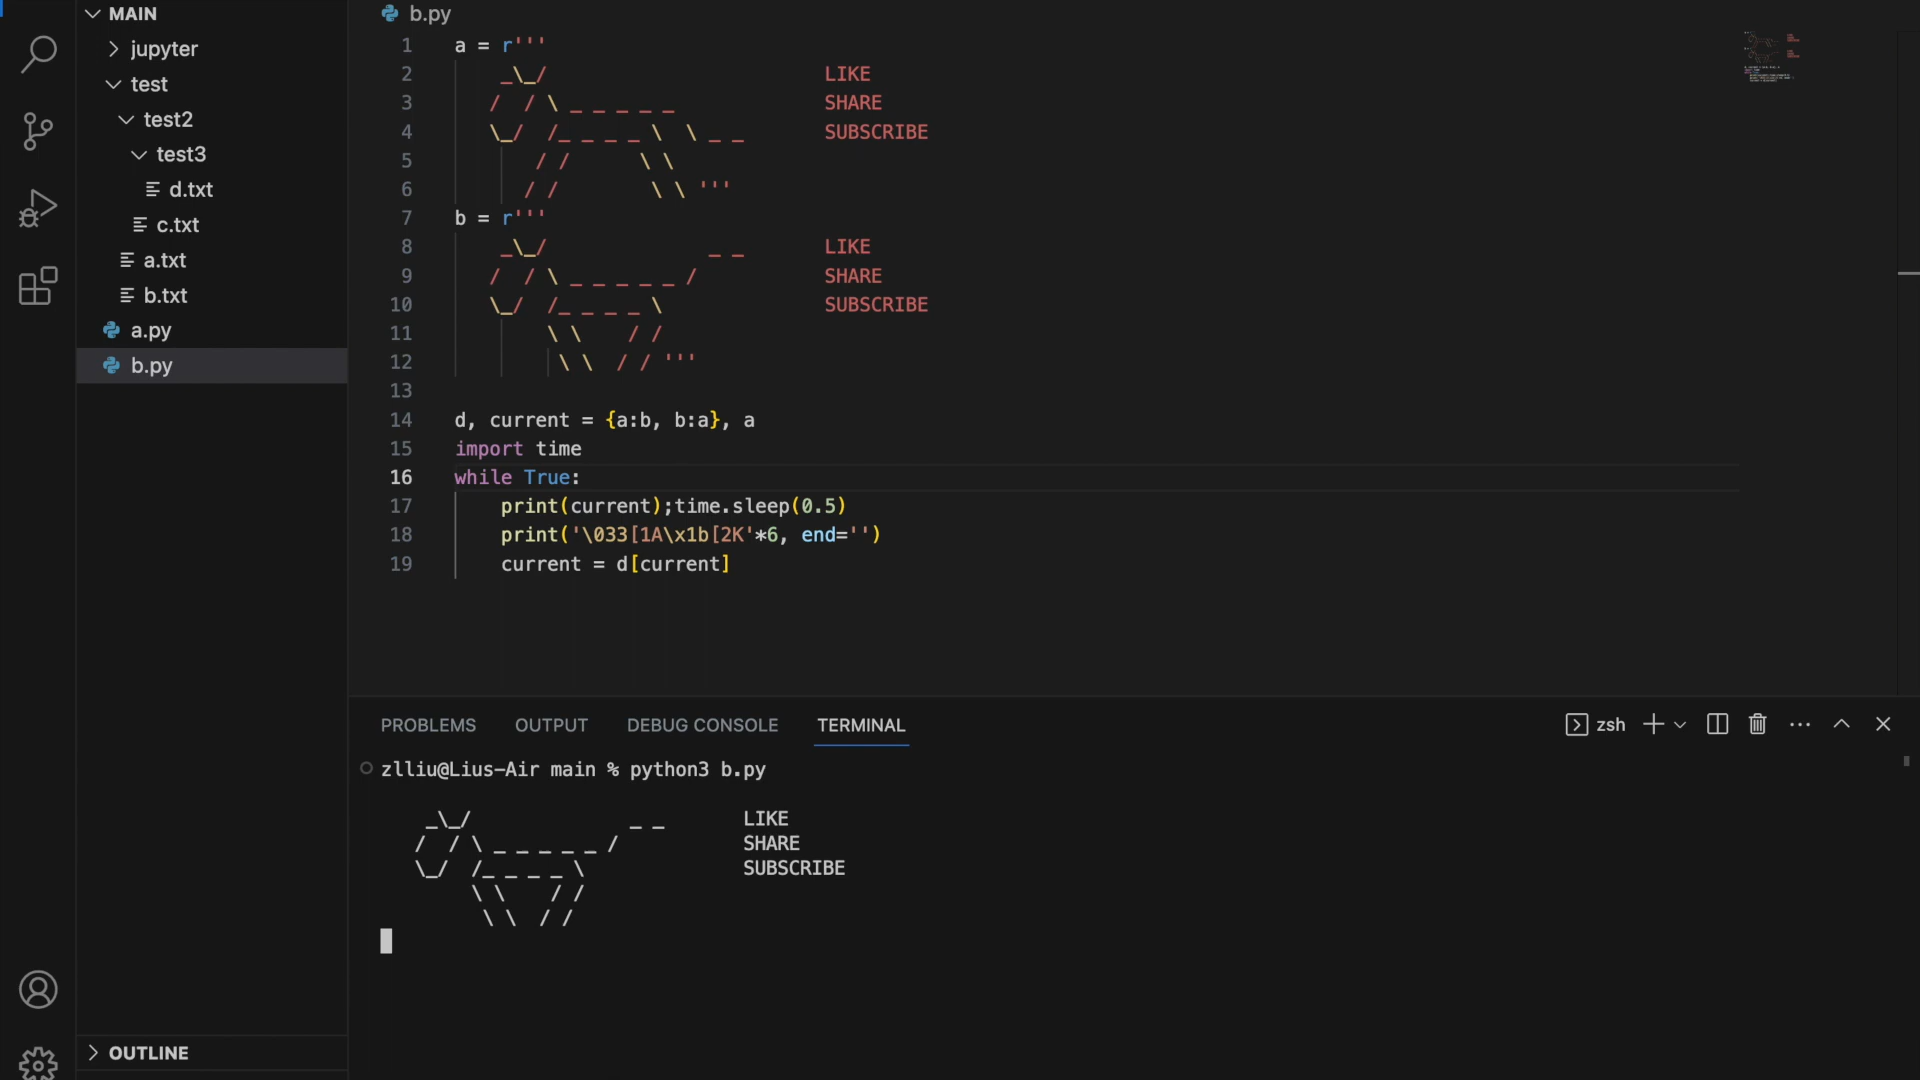 MAIN
jupyter
test
test2
test3
d.txt
c.txt
a.txt
b.txt
a.py
b.py
OUTLINE
b.py
1 a = r'''
2     _\_/                        LIKE
3    /  / \ _ _ _ _ _             SHARE
4    \_/  /_ _ _ _ \  \ _ _       SUBSCRIBE
5        / /      \ \
6       / /        \ \ '''
7 b = r'''
8     _\_/              _ _       LIKE
9    /  / \ _ _ _ _ _ /           SHARE
10    \_/  /_ _ _ _ \              SUBSCRIBE
11         \ \    / /
12          \ \  / / '''
13
14 d, current = {a:b, b:a}, a
15 import time
16 while True:
17     print(current);time.sleep(0.5)
18     print('\033[1A\x1b[2K'*6, end='')
19     current = d[current]
PROBLEMS OUTPUT DEBUG CONSOLE TERMINAL zsh
zlliu@Lius-Air main % python3 b.py
    _\_/              _ _       LIKE
   /  / \ _ _ _ _ _ /           SHARE
   \_/  /_ _ _ _ \              SUBSCRIBE
        \ \    / /
         \ \  / /